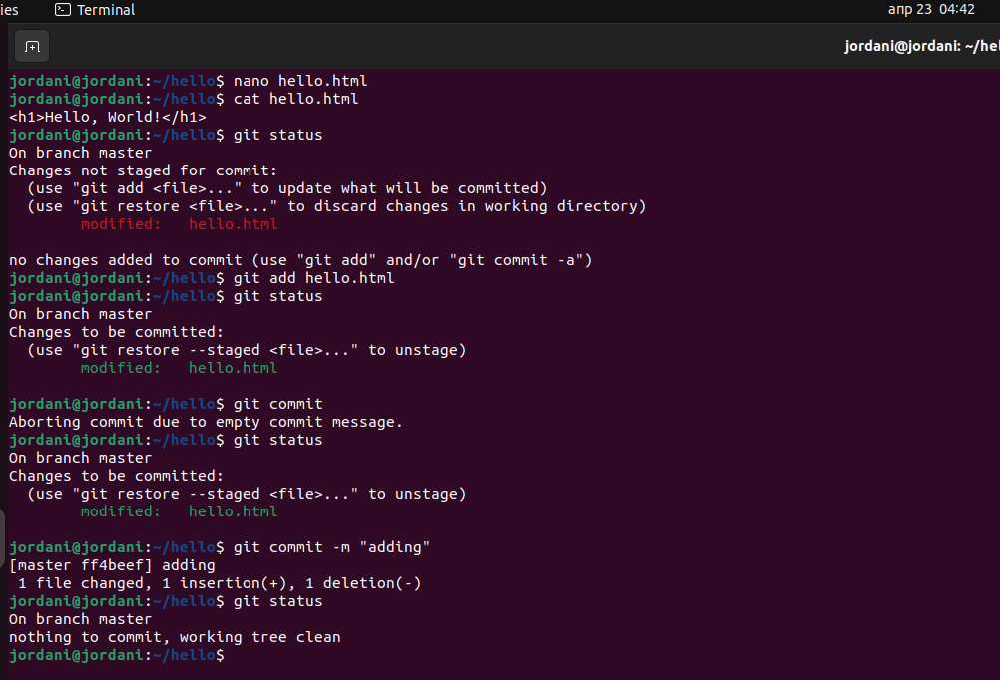 ies
Terminal
апр 23 04:42
jordani@jordani: ~/hel
jordani@jordani:~/hello$ nano hello.html
jordani@jordani:~/hello$ cat hello.html
<h1>Hello, World!</h1>
jordani@jordani:~/hello$ git status
On branch master
Changes not staged for commit:
  (use "git add <file>..." to update what will be committed)
  (use "git restore <file>..." to discard changes in working directory)
        modified:   hello.html

no changes added to commit (use "git add" and/or "git commit -a")
jordani@jordani:~/hello$ git add hello.html
jordani@jordani:~/hello$ git status
On branch master
Changes to be committed:
  (use "git restore --staged <file>..." to unstage)
        modified:   hello.html

jordani@jordani:~/hello$ git commit
Aborting commit due to empty commit message.
jordani@jordani:~/hello$ git status
On branch master
Changes to be committed:
  (use "git restore --staged <file>..." to unstage)
        modified:   hello.html

jordani@jordani:~/hello$ git commit -m "adding"
[master ff4beef] adding
 1 file changed, 1 insertion(+), 1 deletion(-)
jordani@jordani:~/hello$ git status
On branch master
nothing to commit, working tree clean
jordani@jordani:~/hello$